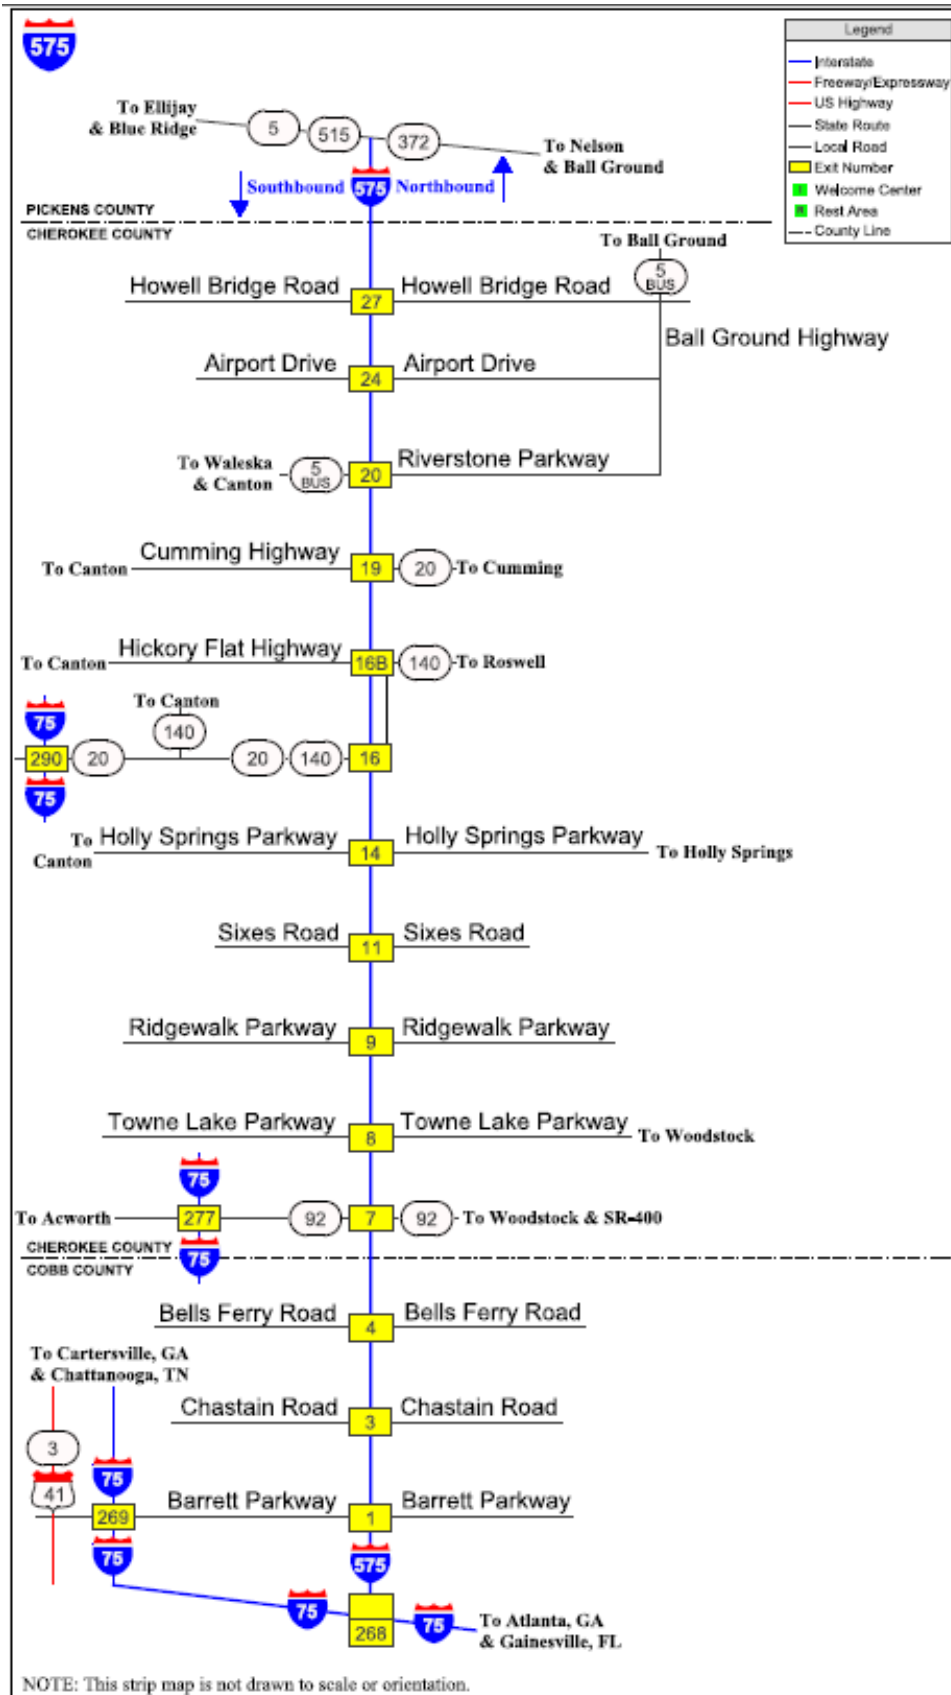 575
Legend
Interstate
Freeway/Expressway
US Highway
State Route
Local Road
Exit Number
Welcome Center
R Rest Area
County Line
To Ellijay
& Blue Ridge
5
515
372
To Nelson
& Ball Ground
Southbound 575 Northbound
PICKENS COUNTY
CHEROKEE COUNTY
To Ball Ground
5
BUS
Howell Bridge Road 27 Howell Bridge Road
Ball Ground Highway
Airport Drive 24 Airport Drive
To Waleska
& Canton
5
BUS
20 Riverstone Parkway
To Canton Cumming Highway 19 20 To Cumming
To Canton Hickory Flat Highway 16B 140 To Roswell
To Canton
75
140
290 20 20 140 16
75
To
Canton
Holly Springs Parkway 14 Holly Springs Parkway To Holly Springs
Sixes Road 11 Sixes Road
Ridgewalk Parkway 9 Ridgewalk Parkway
Towne Lake Parkway 8 Towne Lake Parkway To Woodstock
75
To Acworth 277 92 7 92 To Woodstock & SR-400
CHEROKEE COUNTY 75
COBB COUNTY
Bells Ferry Road 4 Bells Ferry Road
To Cartersville, GA
& Chattanooga, TN
Chastain Road 3 Chastain Road
3
75
41
269 Barrett Parkway 1 Barrett Parkway
75
575
75
268
75
To Atlanta, GA
& Gainesville, FL
NOTE: This strip map is not drawn to scale or orientation.